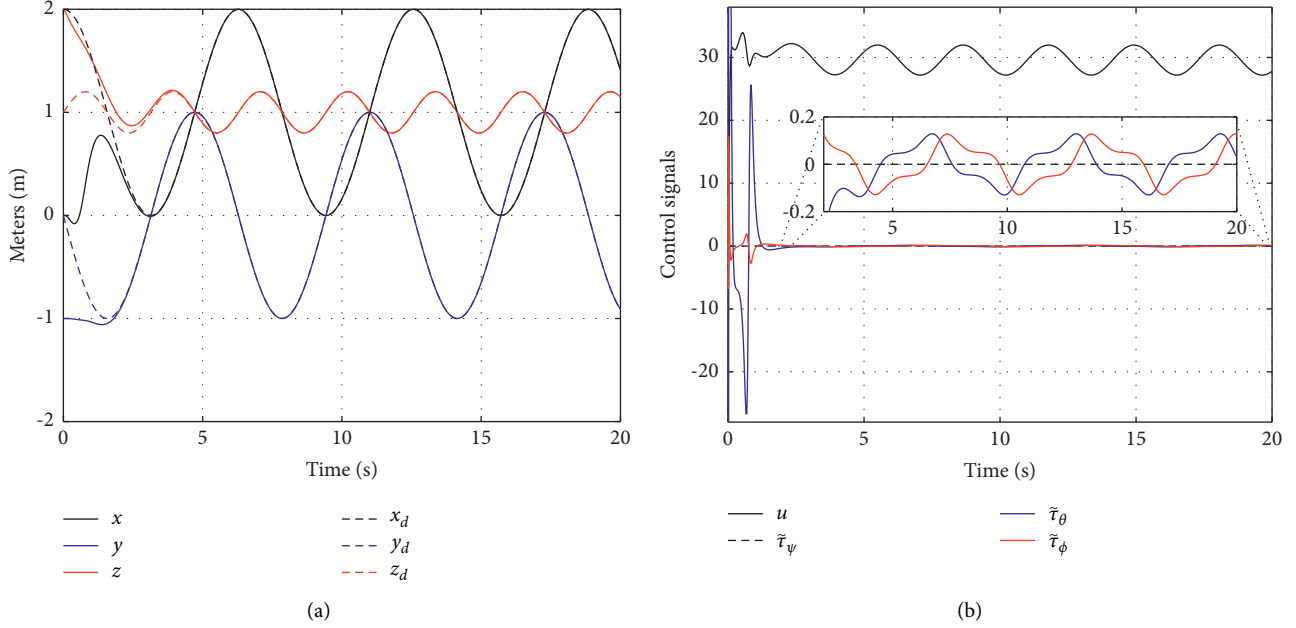 2
1
0
-1
-2
0
5
10
15
20
Meters (m)
Time (s)
x
y
z
x_d
y_d
z_d
(a)
30
20
10
0
-10
-20
0
5
10
15
20
Control signals
Time (s)
0.2
0
-0.2
5
10
15
20
u
τ̃_ψ
τ̃_θ
τ̃_ϕ
(b)